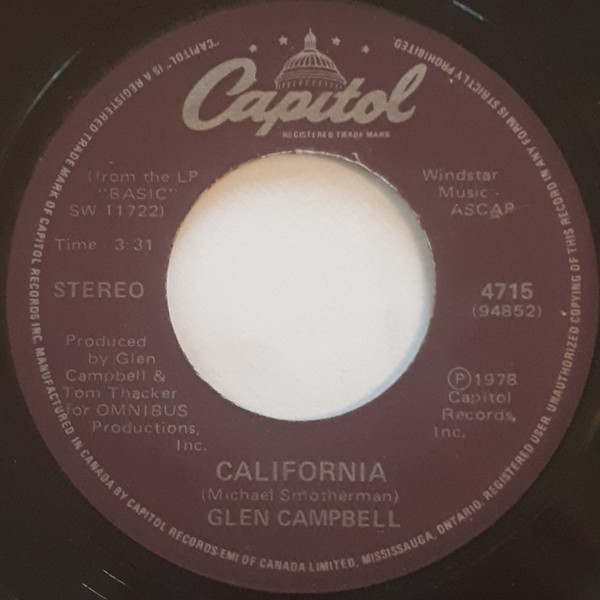 Capitol
REGISTERED TRADE MARK
(from the LP
"BASIC"
SW 11722)
Time - 3:31
STEREO
Windstar
Music -
ASCAP
4715
(94852)
Produced
by Glen
Campbell &
Tom Thacker
for OMNIBUS
Productions,
Inc.
Ⓟ 1978
Capitol
Records,
Inc.
CALIFORNIA
(Michael Smotherman)
GLEN CAMPBELL
"CAPITOL" IS A REGISTERED TRADE MARK OF CAPITOL RECORDS INC. MANUFACTURED IN CANADA BY CAPITOL RECORDS-EMI OF CANADA LIMITED, MISSISSAUGA, ONTARIO. REGISTERED USER. UNAUTHORIZED COPYING OF THIS RECORD IN ANY FORM IS STRICTLY PROHIBITED.